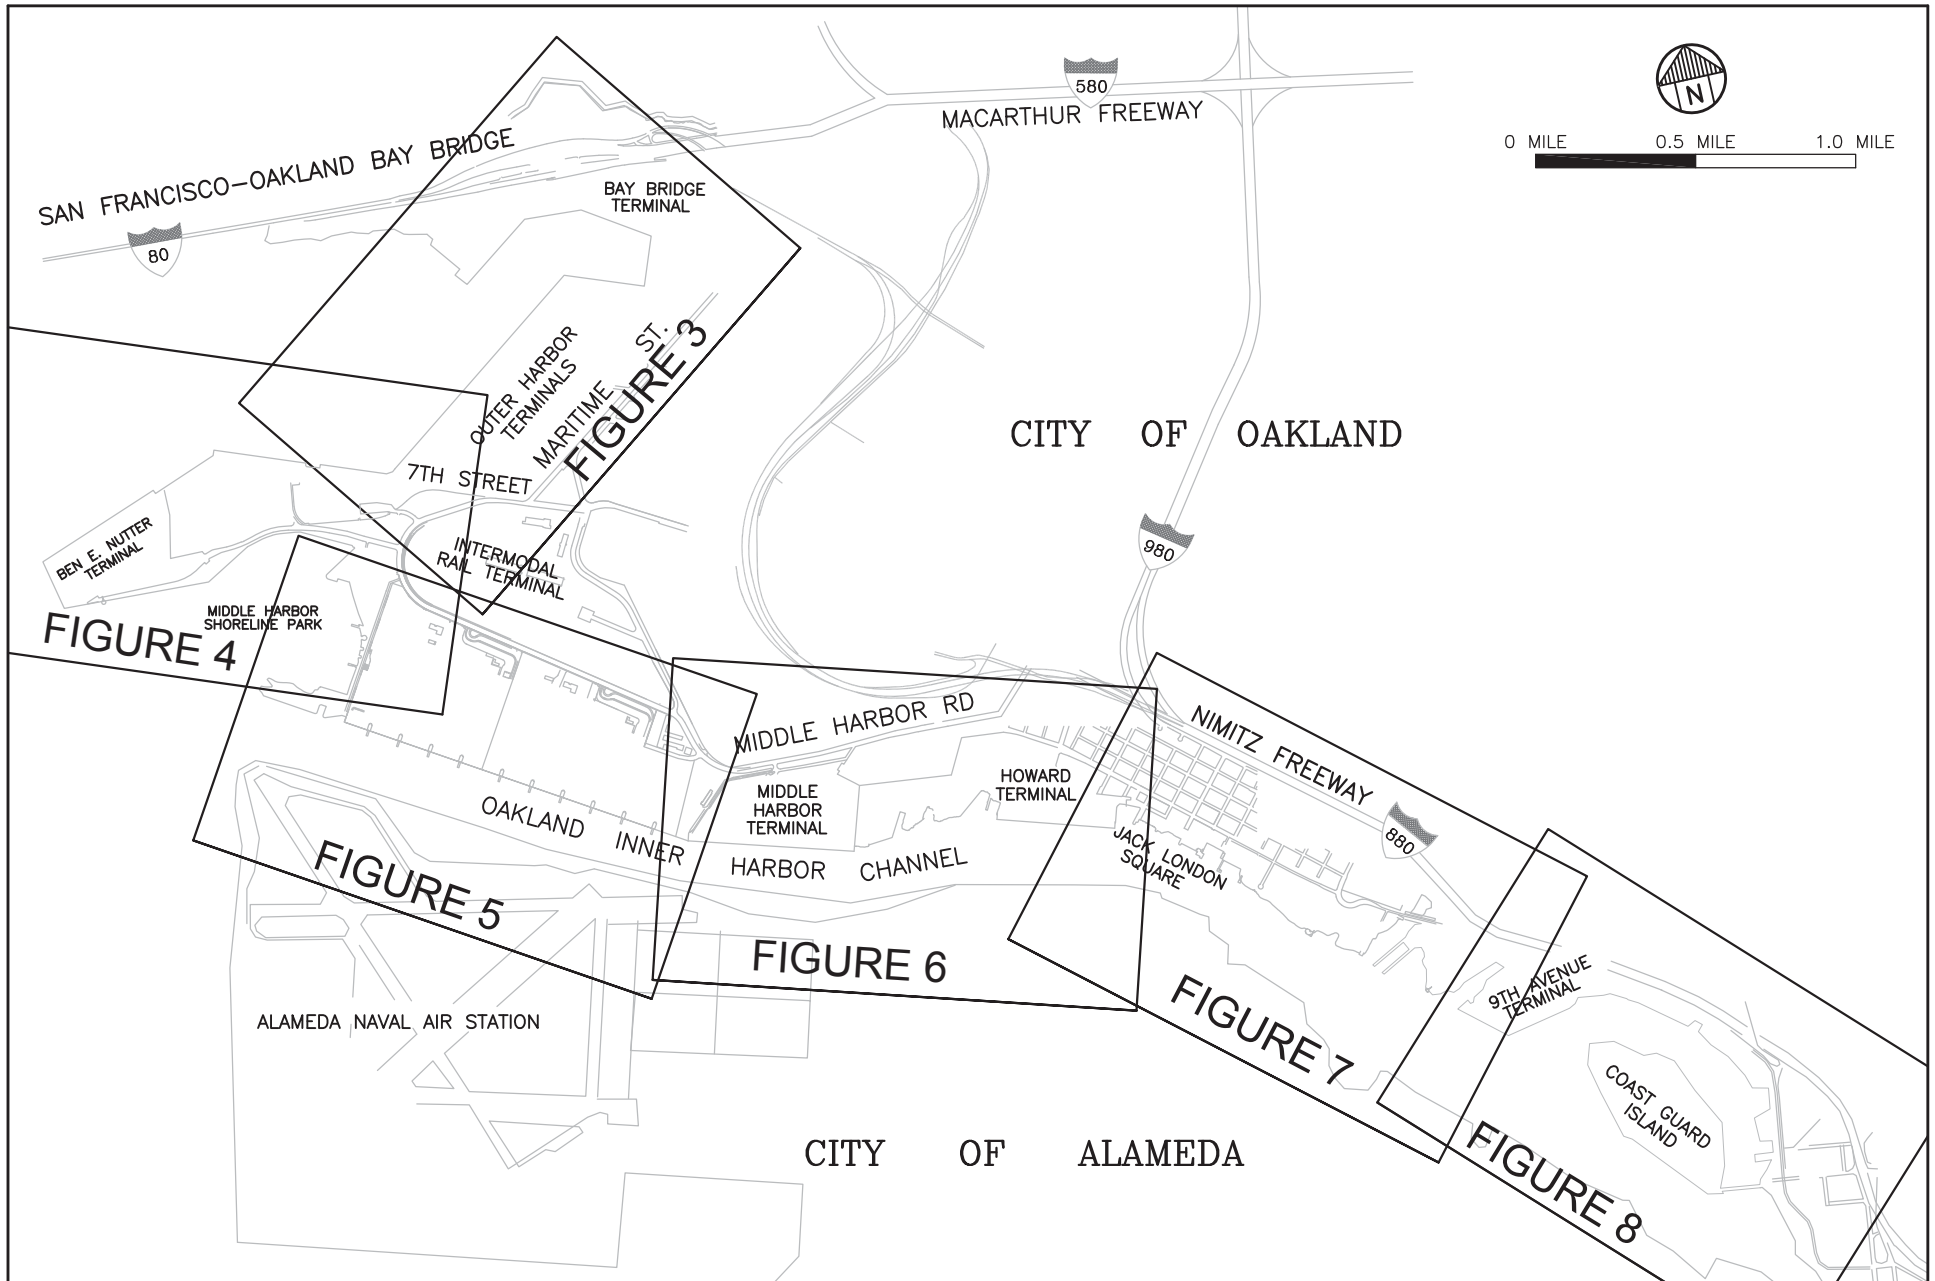 580
MACARTHUR FREEWAY
N
0 MILE 0.5 MILE 1.0 MILE
SAN FRANCISCO-OAKLAND BAY BRIDGE
80
BAY BRIDGE
TERMINAL
OUTER HARBOR
TERMINALS
MARITIME ST.
FIGURE 3
CITY OF OAKLAND
7TH STREET
BEN E. NUTTER
TERMINAL
INTERMODAL
RAIL TERMINAL
980
MIDDLE HARBOR
SHORELINE PARK
FIGURE 4
MIDDLE HARBOR RD
NIMITZ FREEWAY
HOWARD
TERMINAL
MIDDLE
HARBOR
TERMINAL
OAKLAND INNER HARBOR CHANNEL
JACK LONDON
SQUARE
880
FIGURE 5
FIGURE 6
9TH AVENUE
TERMINAL
FIGURE 7
ALAMEDA NAVAL AIR STATION
COAST GUARD
ISLAND
CITY OF ALAMEDA
FIGURE 8